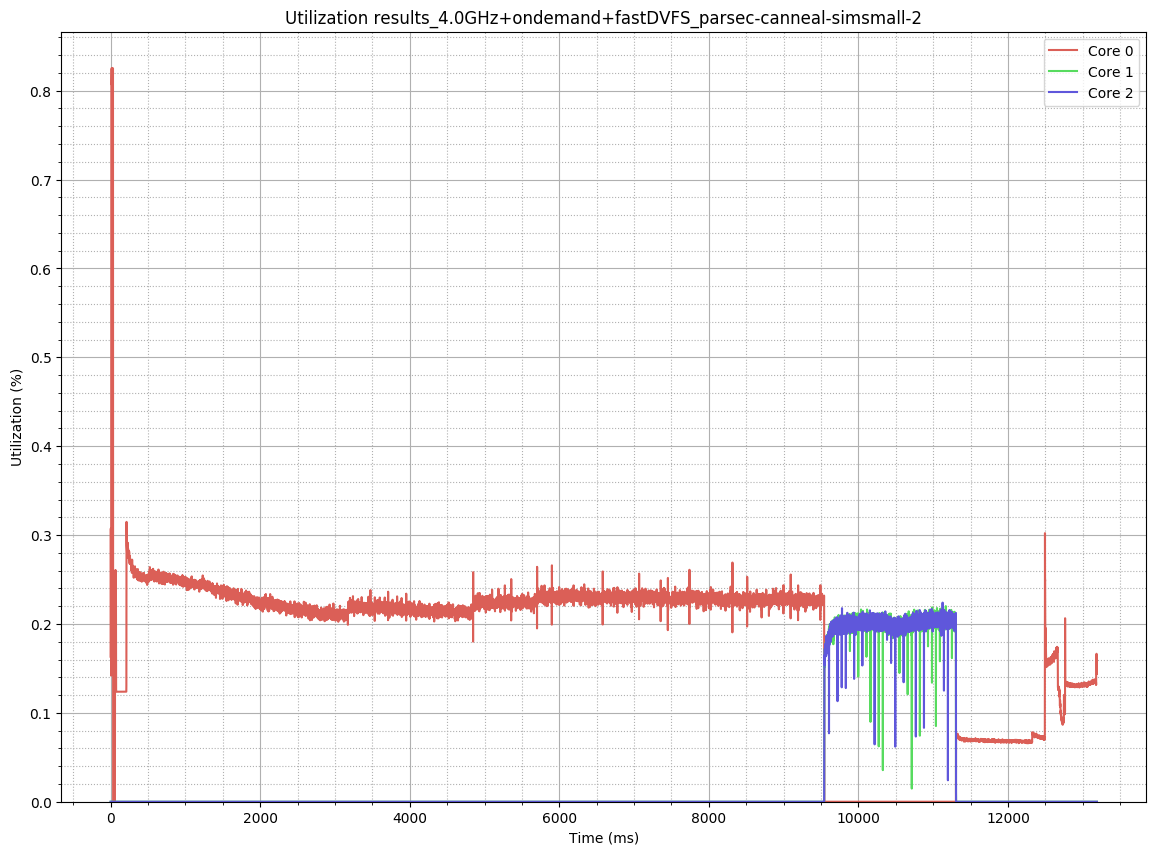 Utilization results_4.0GHz+ondemand+fastDVFS_parsec-canneal-simsmall-2
Core 0
Core 1
Core 2
Utilization (%)
0.8
0.7
0.6
0.5
0.4
0.3
0.2
0.1
0.0
0 2000 4000 6000 8000 10000 12000
Time (ms)